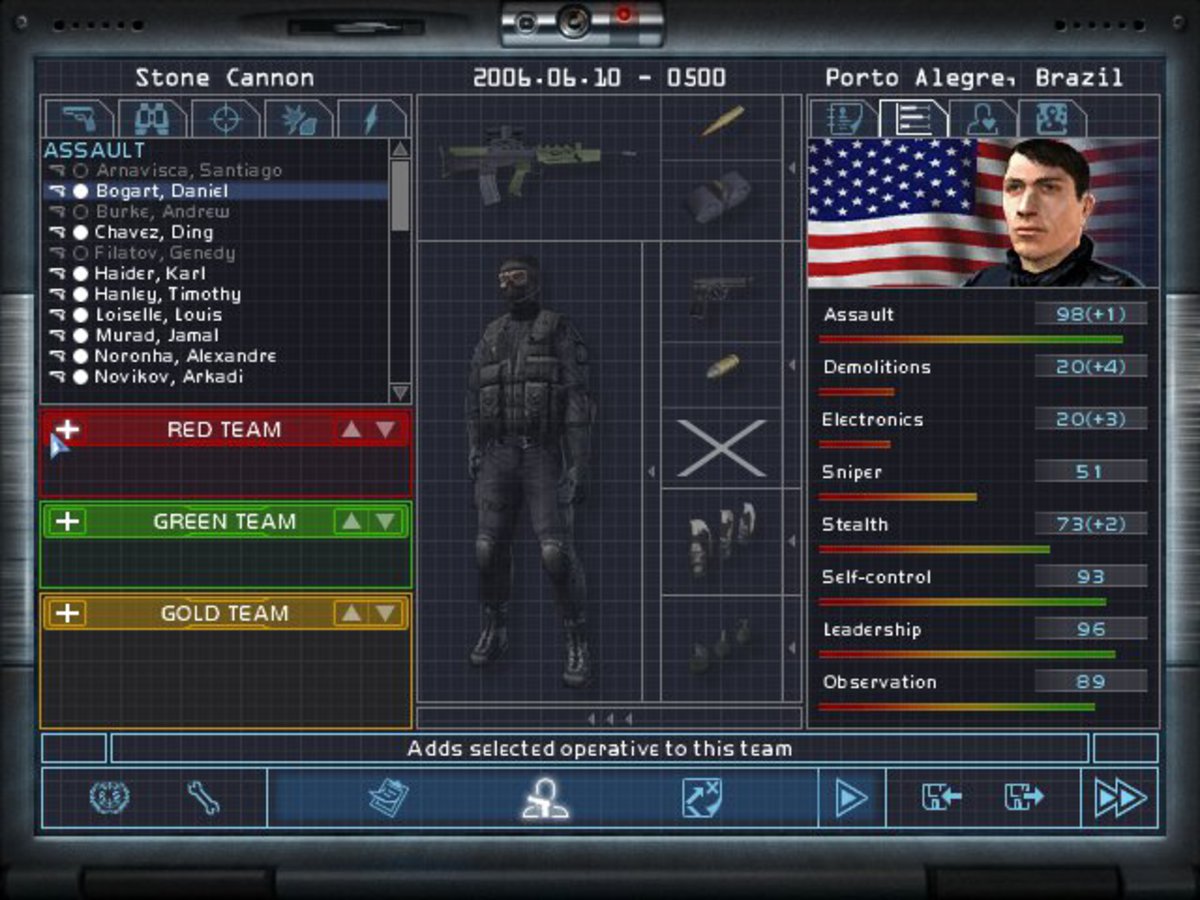 Stone Cannon
2006.06.10 - 0500
Porto Alegre, Brazil
ASSAULT
Arnavisca, Santiago
Bogart, Daniel
Burke, Andrew
Chavez, Ding
Filatov, Genedy
Haider, Karl
Hanley, Timothy
Loiselle, Louis
Murad, Jamal
Noronha, Alexandre
Novikov, Arkadi
RED TEAM
GREEN TEAM
GOLD TEAM
Assault 98(+1)
Demolitions 20(+4)
Electronics 20(+3)
Sniper 51
Stealth 73(+2)
Self-control 93
Leadership 96
Observation 89
Adds selected operative to this team